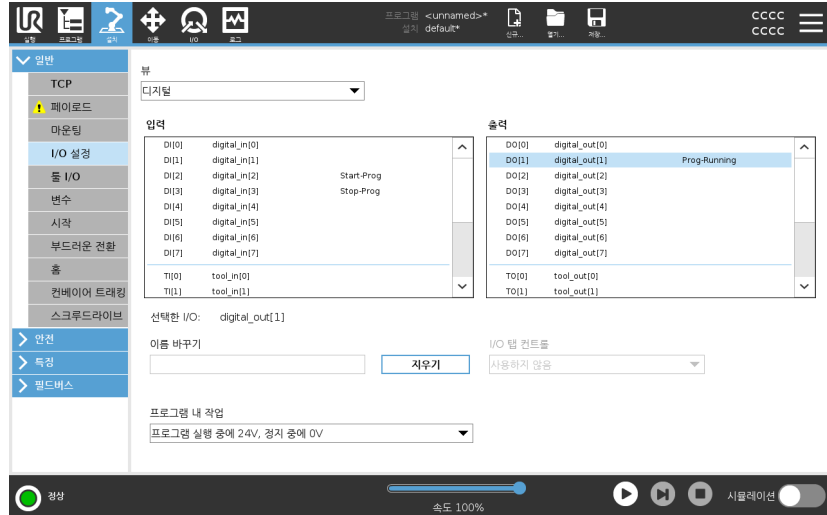 UR
실행
프로그램
설치
이동
I/O
로그
프로그램 <unnamed>*
설치 default*
신규...
열기...
저장...
CCCC
CCCC
일반
TCP
페이로드
마운팅
I/O 설정
툴 I/O
변수
시작
부드러운 전환
홈
컨베이어 트래킹
스크루드라이브
안전
특징
필드버스
뷰
디지털
입력
DI[0] digital_in[0]
DI[1] digital_in[1]
DI[2] digital_in[2] Start-Prog
DI[3] digital_in[3] Stop-Prog
DI[4] digital_in[4]
DI[5] digital_in[5]
DI[6] digital_in[6]
DI[7] digital_in[7]
TI[0] tool_in[0]
TI[1] tool_in[1]
출력
DO[0] digital_out[0]
DO[1] digital_out[1] Prog-Running
DO[2] digital_out[2]
DO[3] digital_out[3]
DO[4] digital_out[4]
DO[5] digital_out[5]
DO[6] digital_out[6]
DO[7] digital_out[7]
TO[0] tool_out[0]
TO[1] tool_out[1]
선택한 I/O: digital_out[1]
이름 바꾸기
지우기
I/O 탭 컨트롤
사용하지 않음
프로그램 내 작업
프로그램 실행 중에 24V, 정지 중에 0V
정상
속도 100%
시뮬레이션